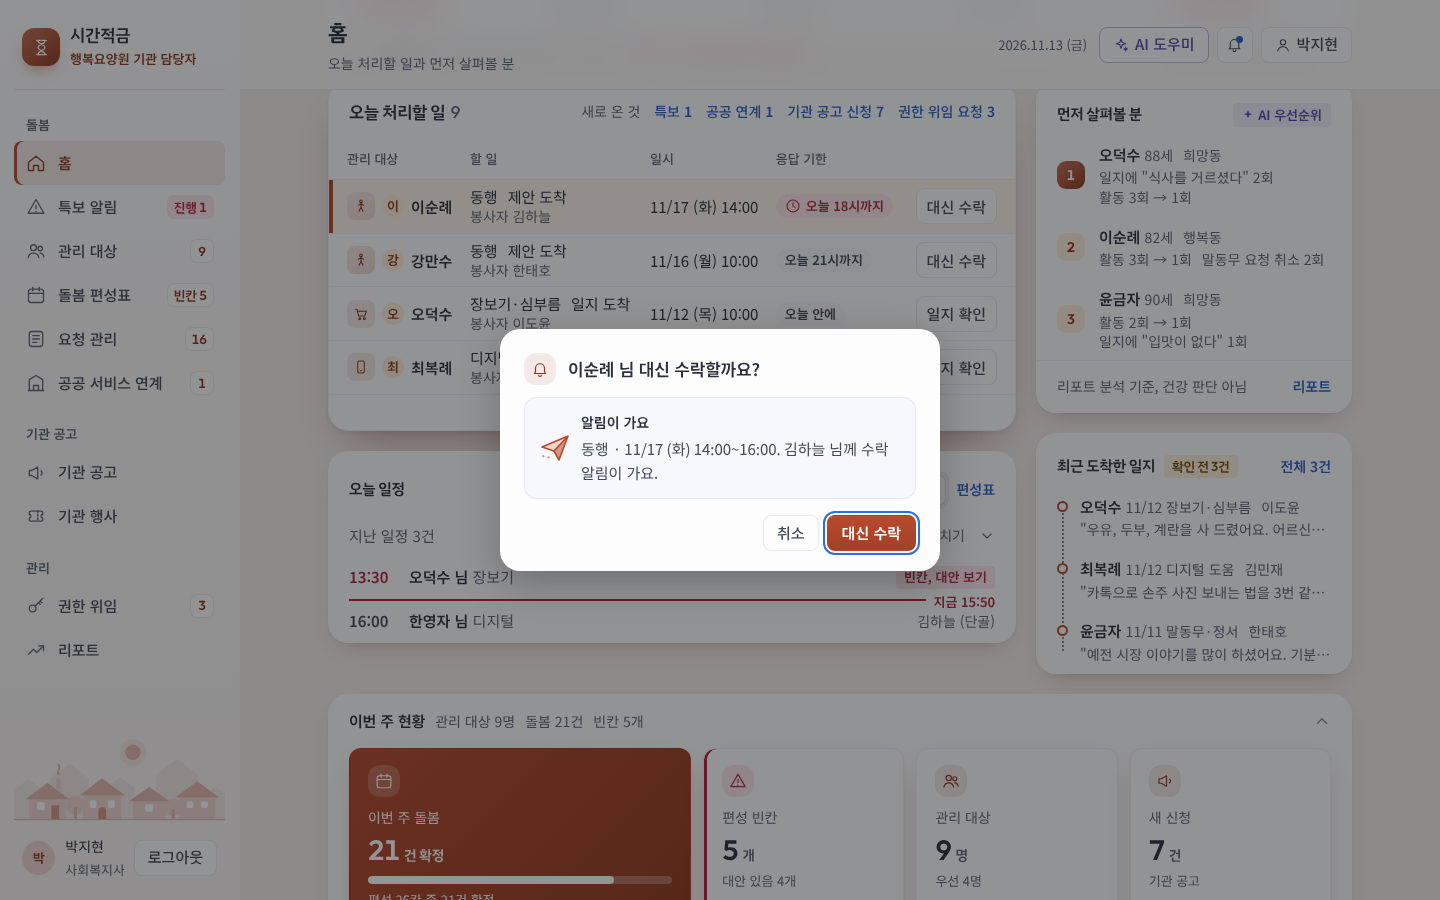 시간적금
행복요양원 기관 담당자
돌봄
홈
특보 알림 진행 1
관리 대상 9
돌봄 편성표 빈칸 5
요청 관리 16
공공 서비스 연계 1
기관 공고
기관 공고
기관 행사
관리
권한 위임 3
리포트
박 박지현
사회복지사
로그아웃
홈
오늘 처리할 일과 먼저 살펴볼 분
2026.11.13 (금) AI 도우미 박지현
오늘 처리할 일 9 새로 온 것 특보 1 공공 연계 1 기관 공고 신청 7 권한 위임 요청 3
관리 대상 할 일 일시 응답 기한
이 이순례 동행 제안 도착 11/17 (화) 14:00 오늘 18시까지 대신 수락
봉사자 김하늘
강 강만수 동행 제안 도착 11/16 (월) 10:00 오늘 21시까지 대신 수락
봉사자 한태호
오 오덕수 장보기·심부름 일지 도착 11/12 (목) 10:00 오늘 안에 일지 확인
봉사자 이도윤
최 최복례
지 확인
이순례 님 대신 수락할까요?
알림이 가요
동행 · 11/17 (화) 14:00~16:00. 김하늘 님께 수락
알림이 가요.
취소 대신 수락
오늘 일정 편성표
지난 일정 3건 치기
13:30 오덕수 님 장보기 빈칸, 대안 보기
지금 15:50
16:00 한영자 님 디지털 김하늘 (단골)
먼저 살펴볼 분 AI 우선순위
1 오덕수 88세 희망동
일지에 "식사를 거르셨다" 2회
활동 3회 → 1회
2 이순례 82세 행복동
활동 3회 → 1회 말동무 요청 취소 2회
3 윤금자 90세 희망동
활동 2회 → 1회
일지에 "입맛이 없다" 1회
리포트 분석 기준, 건강 판단 아님 리포트
최근 도착한 일지 확인 전 3건 전체 3건
오덕수 11/12 장보기·심부름 이도윤
"우유, 두부, 계란을 사 드렸어요. 어르신…
최복례 11/12 디지털 도움 김민재
"카톡으로 손주 사진 보내는 법을 3번 같…
윤금자 11/11 말동무·정서 한태호
"예전 시장 이야기를 많이 하셨어요. 기분…
이번 주 현황 관리 대상 9명 돌봄 21건 빈칸 5개
이번 주 돌봄
21 건 확정
편성 26칸 중 21건 확정
편성 빈칸
5 개
대안 있음 4개
관리 대상
9 명
우선 4명
새 신청
7 건
기관 공고